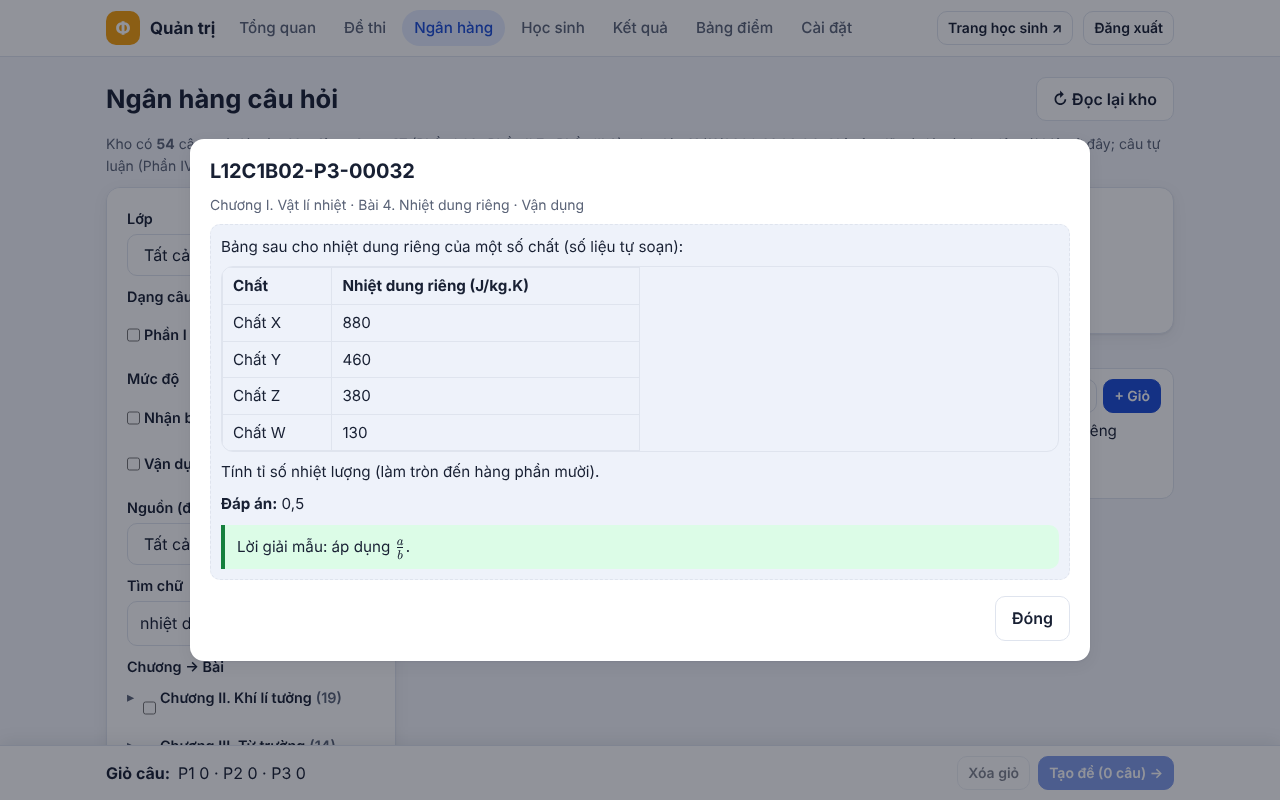 Φ Quản trị Tổng quan Đề thi Ngân hàng Học sinh Kết quả Bảng điểm Cài đặt Trang học sinh ↗ Đăng xuất
Ngân hàng câu hỏi ↻ Đọc lại kho
Kho có 54 đây; câu tự
luận (Phần IV
L12C1B02-P3-00032
Chương I. Vật lí nhiệt · Bài 4. Nhiệt dung riêng · Vận dụng
Bảng sau cho nhiệt dung riêng của một số chất (số liệu tự soạn):
Chất Nhiệt dung riêng (J/kg.K)
Chất X 880
Chất Y 460
Chất Z 380
Chất W 130
Tính tỉ số nhiệt lượng (làm tròn đến hàng phần mười).
Đáp án: 0,5
Lời giải mẫu: áp dụng a/b.
Đóng
Lớp
Tất cả
Dạng câu
Phần I
Mức độ
Nhận b
Vận dụ
Nguồn (đ
Tất cả
Tìm chữ
nhiệt d
Chương → Bài
▸ Chương II. Khí lí tưởng (19)
▸ Chương III. Từ trường (14)
+ Giỏ
êng
Giỏ câu: P1 0 · P2 0 · P3 0 Xóa giỏ Tạo đề (0 câu) →